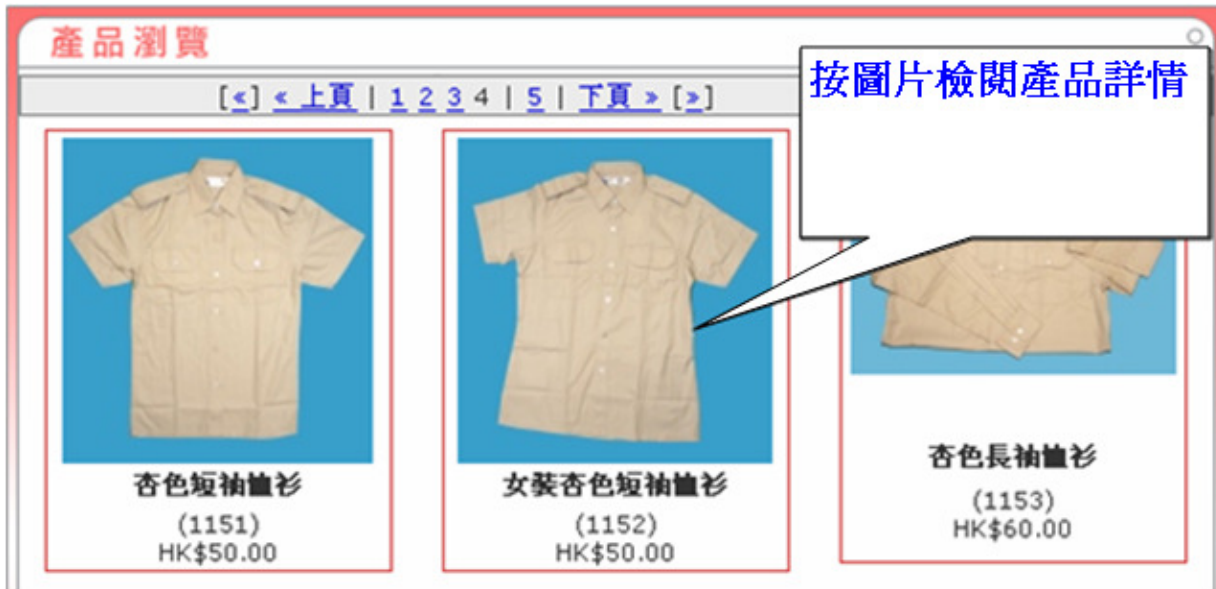 產品瀏覽
按圖片檢閱產品詳情
[«] « 上頁 | 1 2 3 4 | 5 | 下頁 » [»]
杏色短袖恤衫
(1151)
HK$50.00
女裝杏色短袖恤衫
(1152)
HK$50.00
杏色長袖恤衫
(1153)
HK$60.00